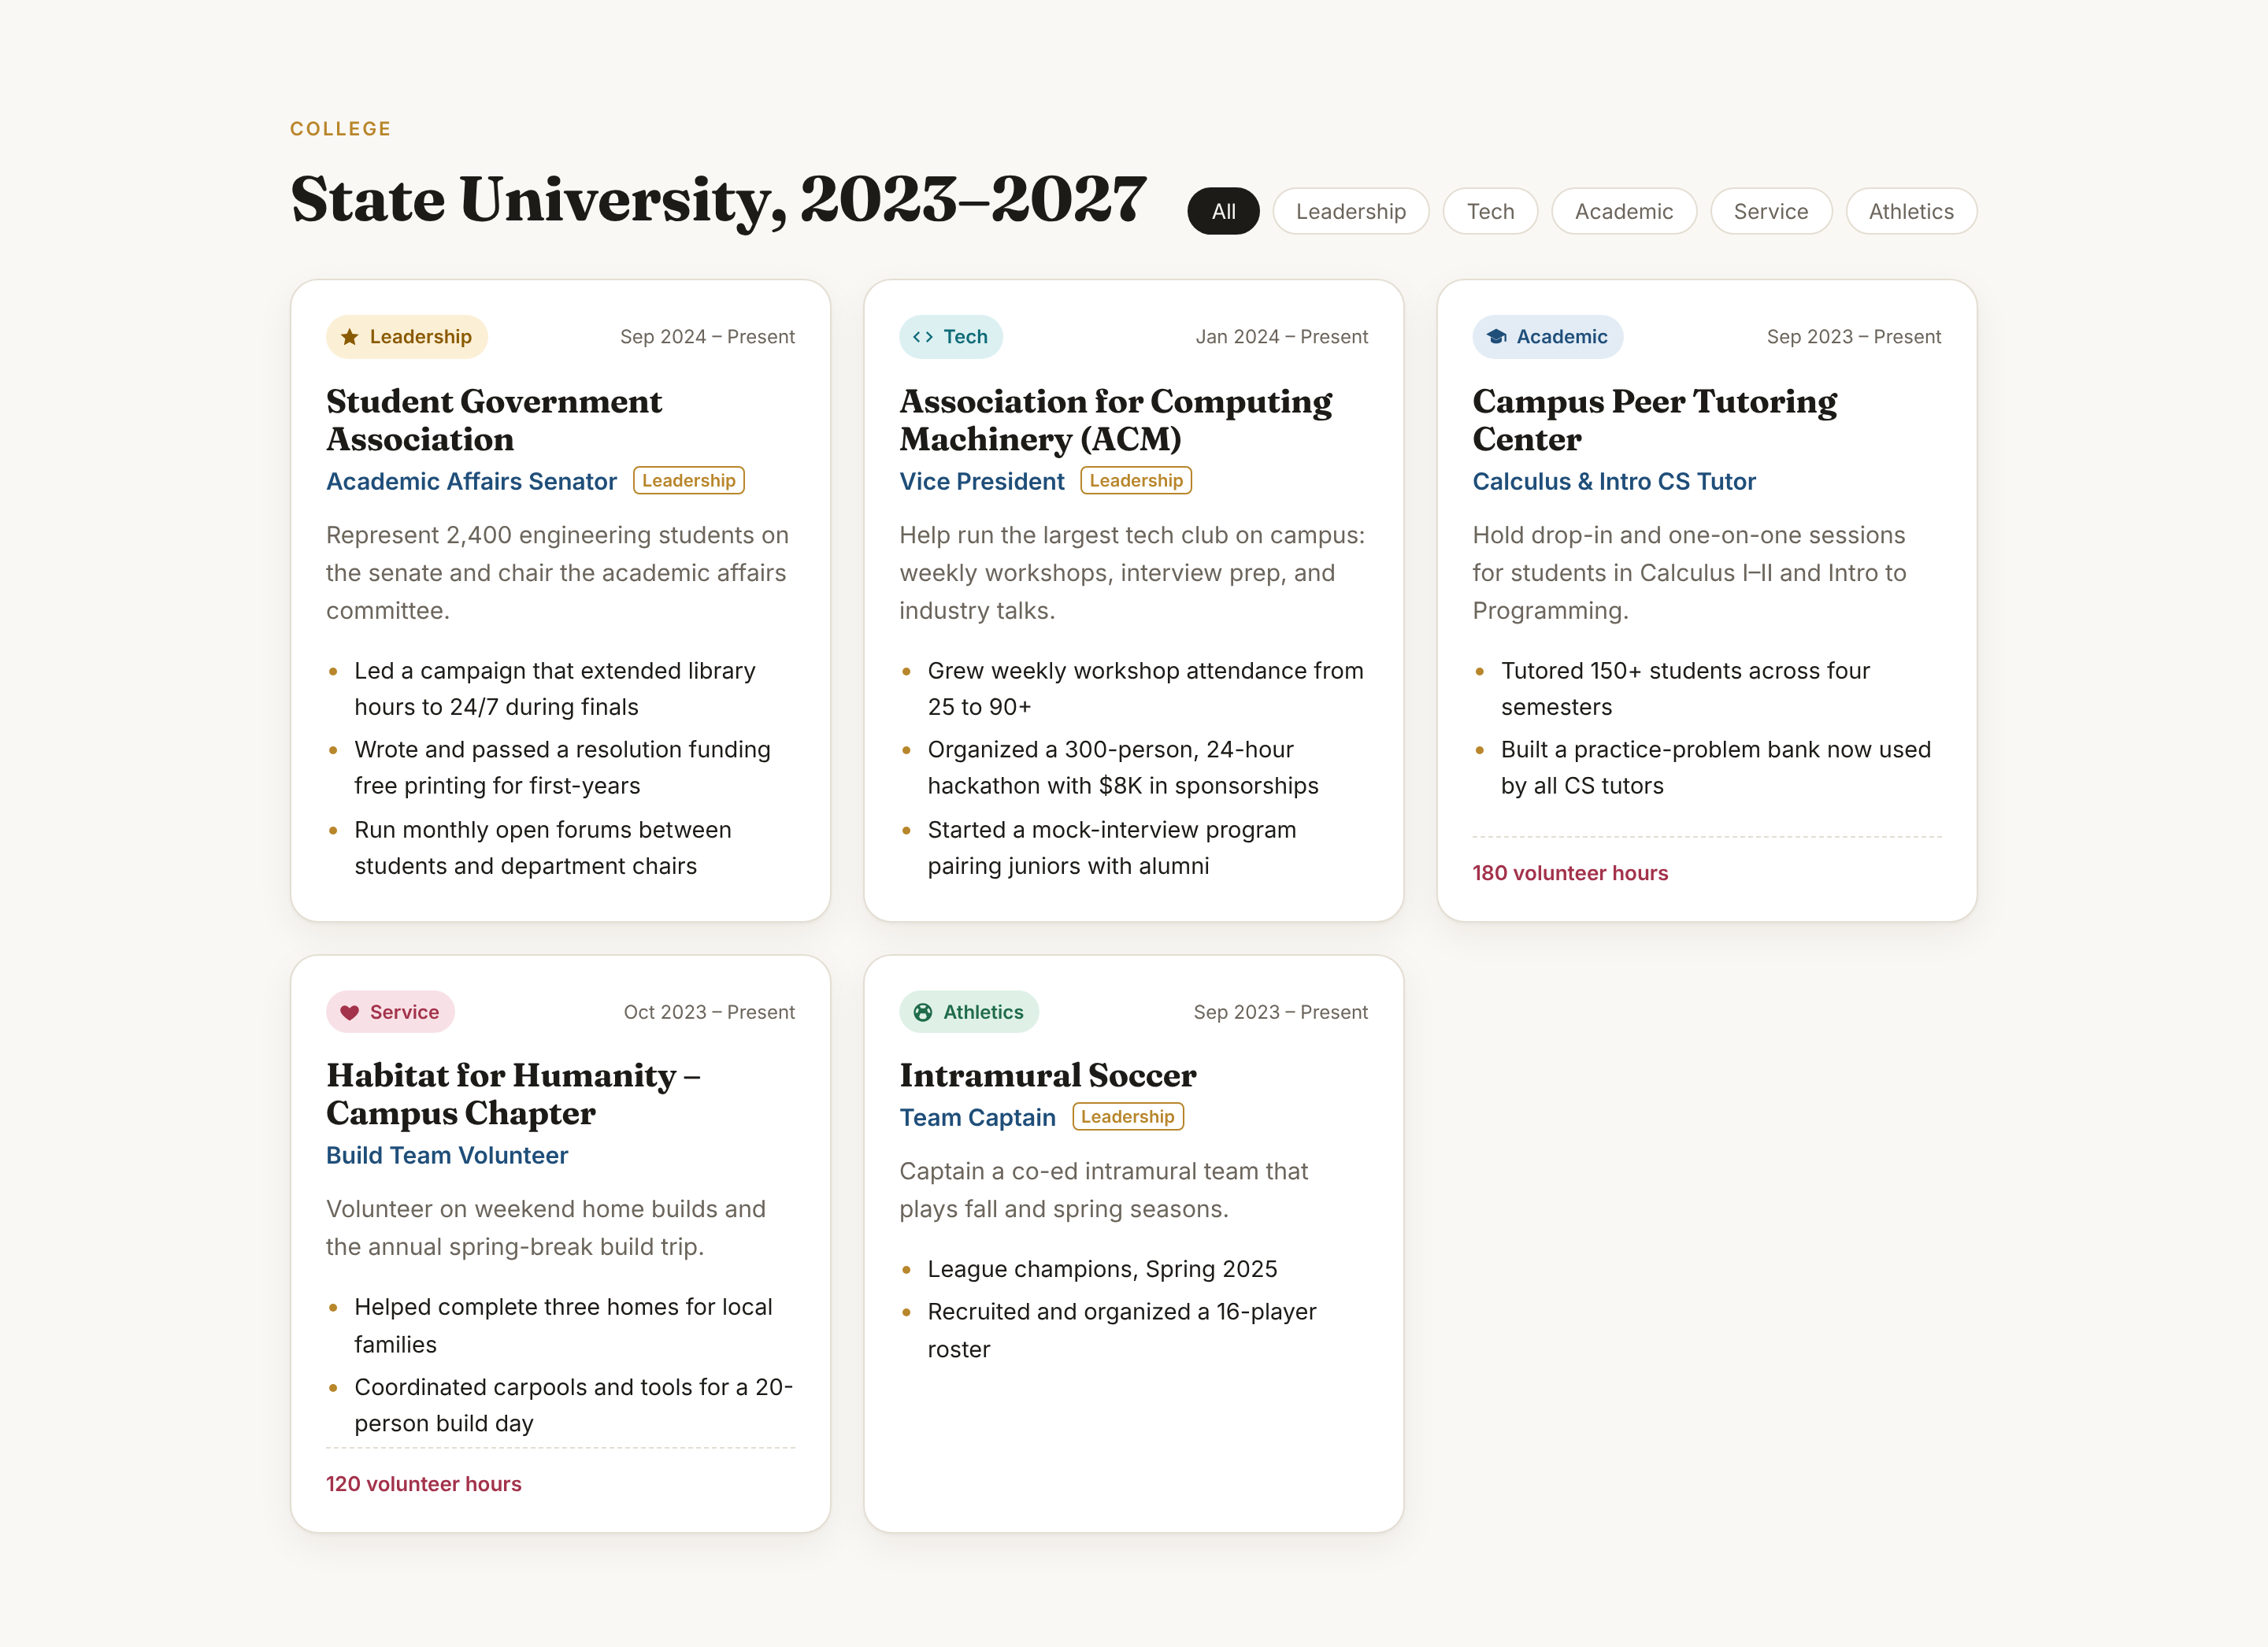 COLLEGE
State University, 2023–2027
All
Leadership
Tech
Academic
Service
Athletics
Leadership
Sep 2024 – Present
Student Government
Association
Academic Affairs Senator
Leadership
Represent 2,400 engineering students on
the senate and chair the academic affairs
committee.
• Led a campaign that extended library
hours to 24/7 during finals
• Wrote and passed a resolution funding
free printing for first-years
• Run monthly open forums between
students and department chairs
Tech
Jan 2024 – Present
Association for Computing
Machinery (ACM)
Vice President
Leadership
Help run the largest tech club on campus:
weekly workshops, interview prep, and
industry talks.
• Grew weekly workshop attendance from
25 to 90+
• Organized a 300-person, 24-hour
hackathon with $8K in sponsorships
• Started a mock-interview program
pairing juniors with alumni
Academic
Sep 2023 – Present
Campus Peer Tutoring
Center
Calculus & Intro CS Tutor
Hold drop-in and one-on-one sessions
for students in Calculus I–II and Intro to
Programming.
• Tutored 150+ students across four
semesters
• Built a practice-problem bank now used
by all CS tutors
180 volunteer hours
Service
Oct 2023 – Present
Habitat for Humanity –
Campus Chapter
Build Team Volunteer
Volunteer on weekend home builds and
the annual spring-break build trip.
• Helped complete three homes for local
families
• Coordinated carpools and tools for a 20-
person build day
120 volunteer hours
Athletics
Sep 2023 – Present
Intramural Soccer
Team Captain
Leadership
Captain a co-ed intramural team that
plays fall and spring seasons.
• League champions, Spring 2025
• Recruited and organized a 16-player
roster